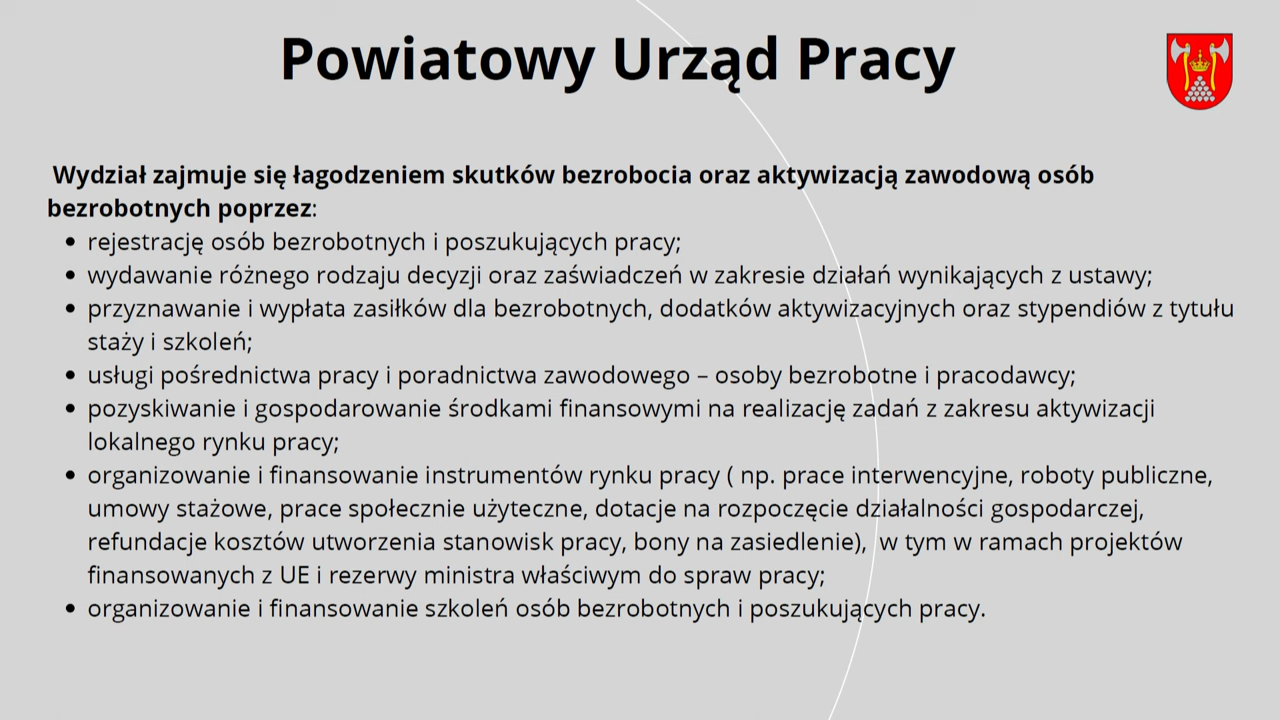 Powiatowy Urząd Pracy
Wydział zajmuje się łagodzeniem skutków bezrobocia oraz aktywizacją zawodową osób
bezrobotnych poprzez:
• rejestrację osób bezrobotnych i poszukujących pracy;
• wydawanie różnego rodzaju decyzji oraz zaświadczeń w zakresie działań wynikających z ustawy;
• przyznawanie i wypłata zasiłków dla bezrobotnych, dodatków aktywizacyjnych oraz stypendiów z tytułu
staży i szkoleń;
• usługi pośrednictwa pracy i poradnictwa zawodowego – osoby bezrobotne i pracodawcy;
• pozyskiwanie i gospodarowanie środkami finansowymi na realizację zadań z zakresu aktywizacji
lokalnego rynku pracy;
• organizowanie i finansowanie instrumentów rynku pracy ( np. prace interwencyjne, roboty publiczne,
umowy stażowe, prace społecznie użyteczne, dotacje na rozpoczęcie działalności gospodarczej,
refundacje kosztów utworzenia stanowisk pracy, bony na zasiedlenie), w tym w ramach projektów
finansowanych z UE i rezerwy ministra właściwym do spraw pracy;
• organizowanie i finansowanie szkoleń osób bezrobotnych i poszukujących pracy.